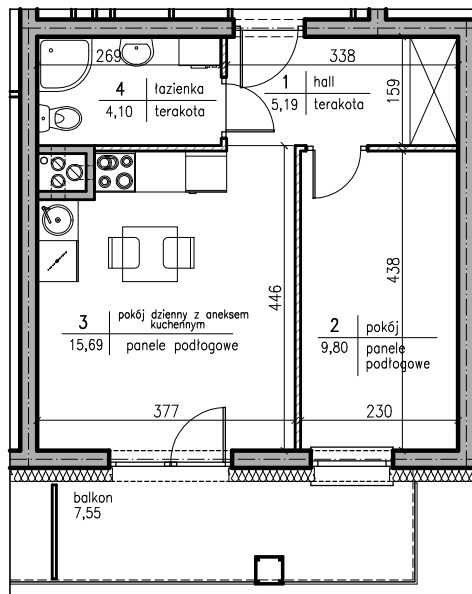 269
338
4 łazienka
4,10 terakota
1 hall
5,19 terakota
159
446
438
3 pokój dzienny z aneksem
kuchennym
15,69 panele podłogowe
2 pokój
9,80 panele
podłogowe
377
230
balkon
7,55